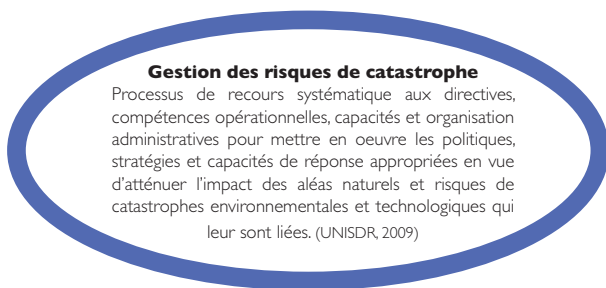 Gestion des risques de catastrophe
Processus de recours systématique aux directives,
compétences opérationnelles, capacités et organisation
administratives pour mettre en oeuvre les politiques,
stratégies et capacités de réponse appropriées en vue
d'atténuer l'impact des aléas naturels et risques de
catastrophes environnementales et technologiques qui
leur sont liées. (UNISDR, 2009)